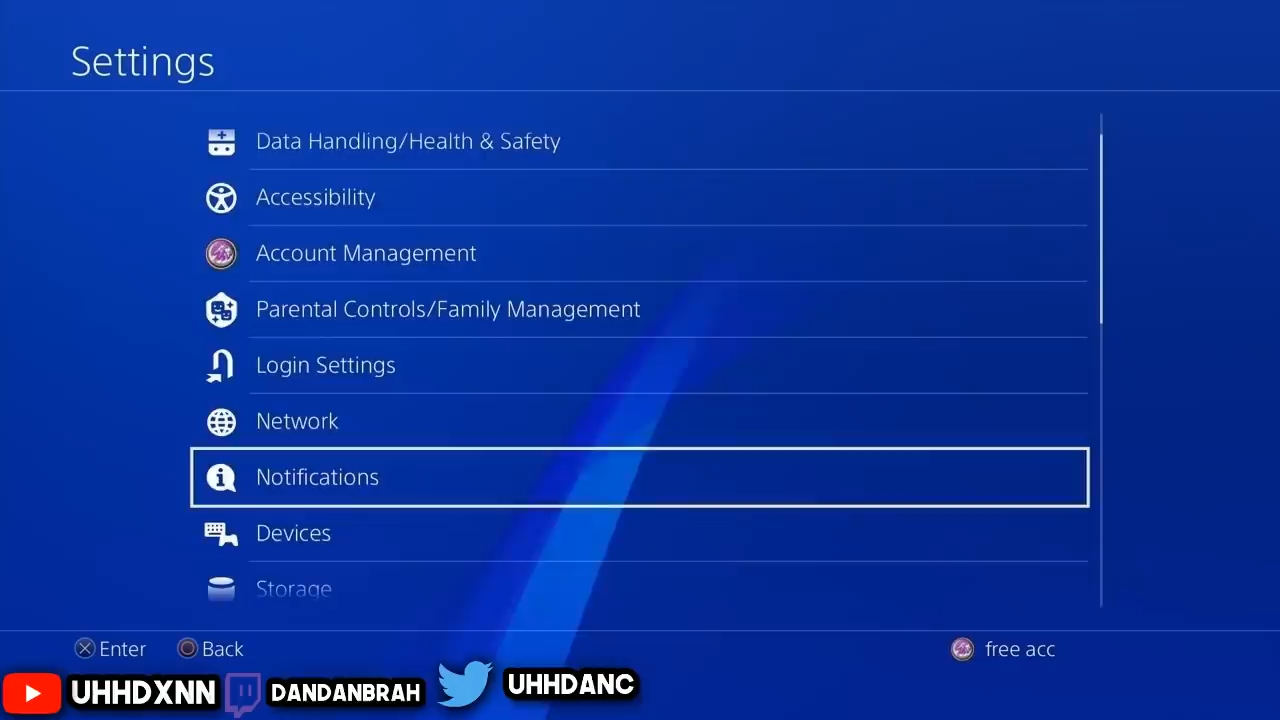 Settings
Data Handling/Health & Safety
Accessibility
Account Management
Parental Controls/Family Management
Login Settings
Network
Notifications
Devices
Storage
Enter Back free acc
UHHDXNN DANDANBRAH UHHDANC